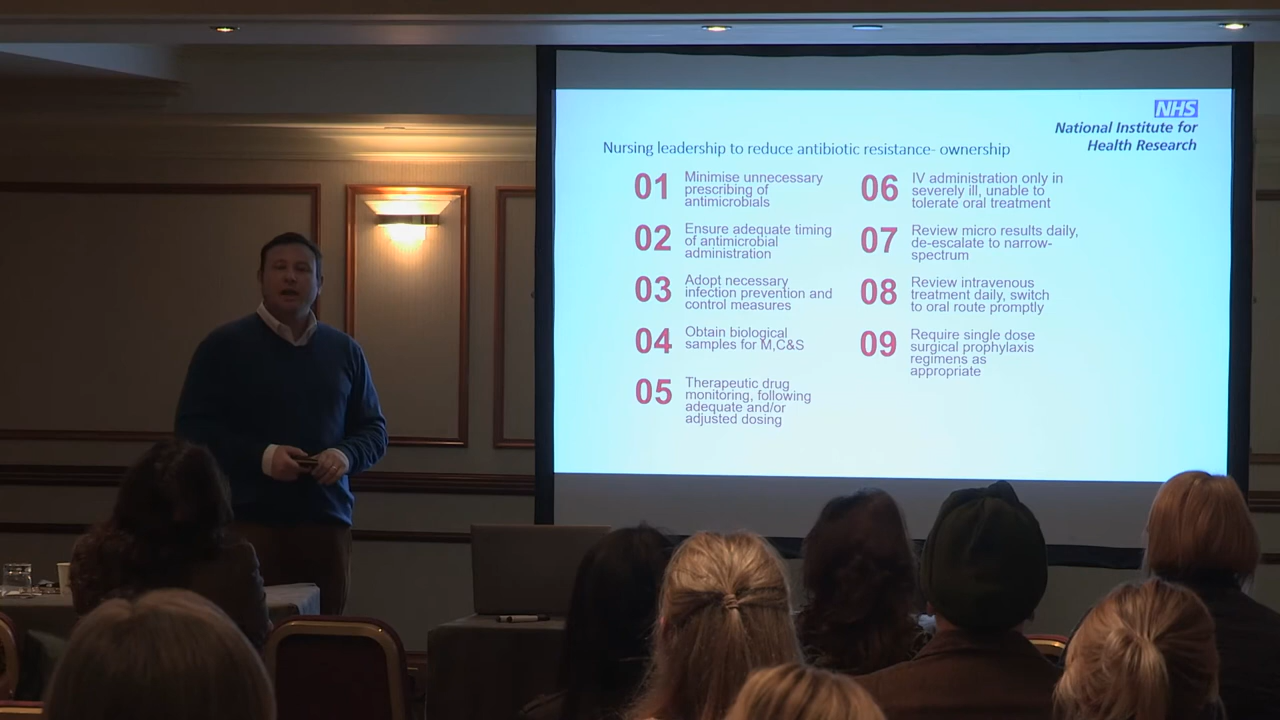 NHS
National Institute for
Health Research
Nursing leadership to reduce antibiotic resistance- ownership
01
Minimise unnecessary
prescribing of
antimicrobials
02
Ensure adequate timing
of antimicrobial
administration
03
Adopt necessary
infection prevention and
control measures
04
Obtain biological
samples for M,C&S
05
Therapeutic drug
monitoring, following
adequate and/or
adjusted dosing
06
IV administration only in
severely ill, unable to
tolerate oral treatment
07
Review micro results daily,
de-escalate to narrow-
spectrum
08
Review intravenous
treatment daily, switch
to oral route promptly
09
Require single dose
surgical prophylaxis
regimens as
appropriate